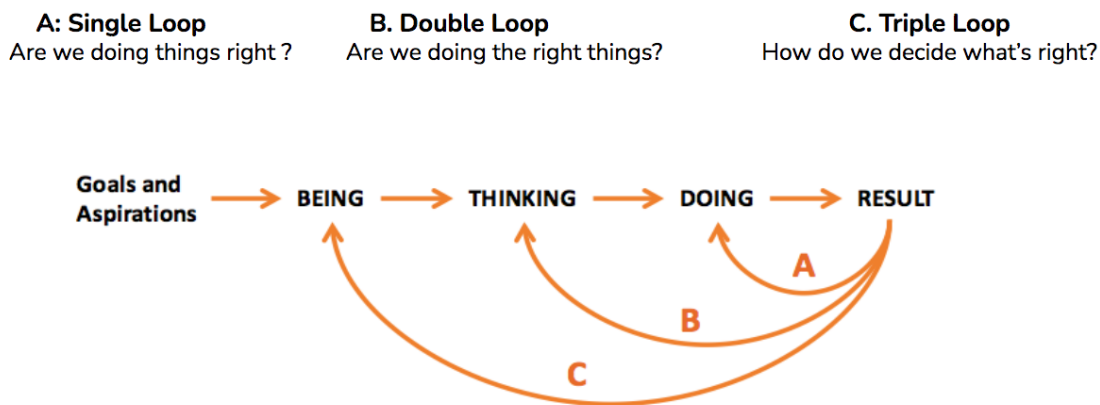 A: Single Loop
Are we doing things right ?
B. Double Loop
Are we doing the right things?
C. Triple Loop
How do we decide what’s right?
Goals and
Aspirations
BEING
THINKING
DOING
RESULT
A
B
C